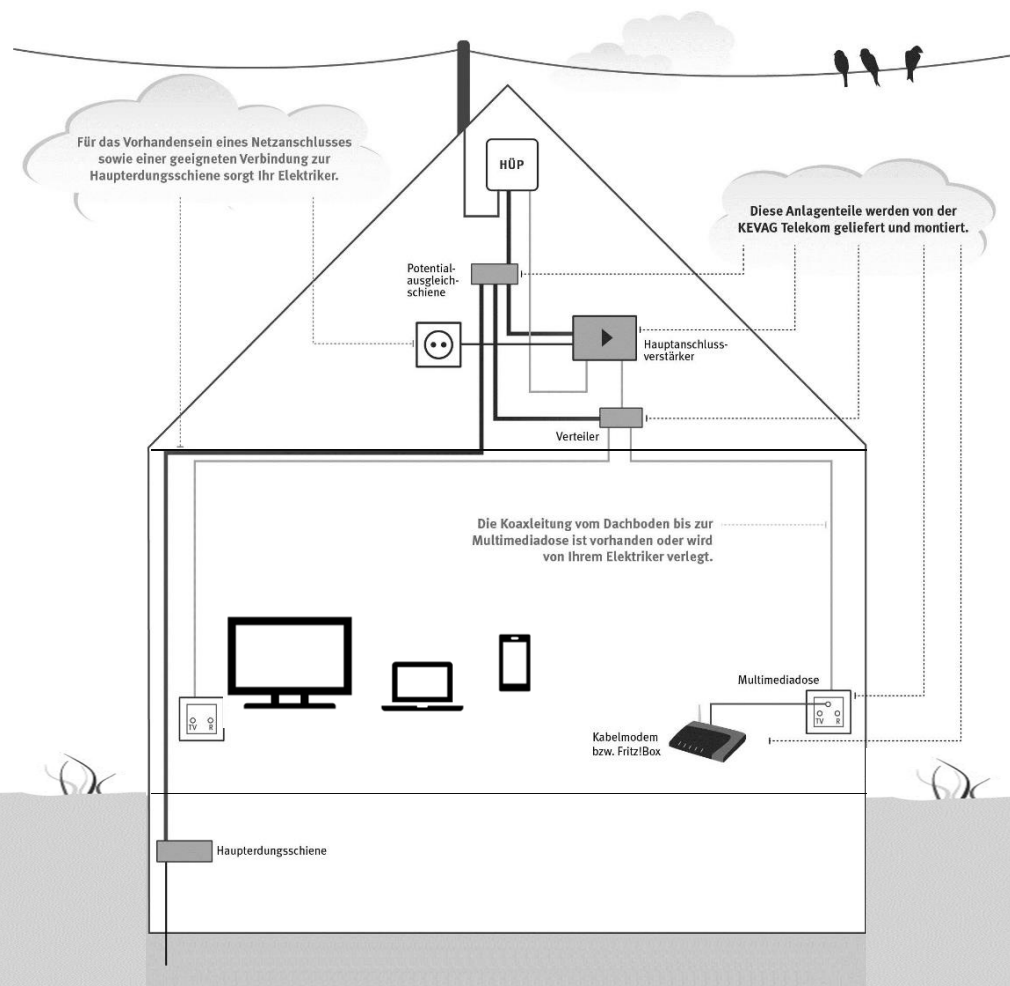 Für das Vorhandensein eines Netzanschlusses
sowie einer geeigneten Verbindung zur
Haupterdungsschiene sorgt Ihr Elektriker.
HÜP
Diese Anlagenteile werden von der
KEVAG Telekom geliefert und montiert.
Potential-
ausgleich-
schiene
Hauptanschluss-
verstärker
Verteiler
Die Koaxleitung vom Dachboden bis zur
Multimediadose ist vorhanden oder wird
von Ihrem Elektriker verlegt.
Multimediadose
TV R
TV R
Kabelmodem
bzw. Fritz!Box
Haupterdungsschiene